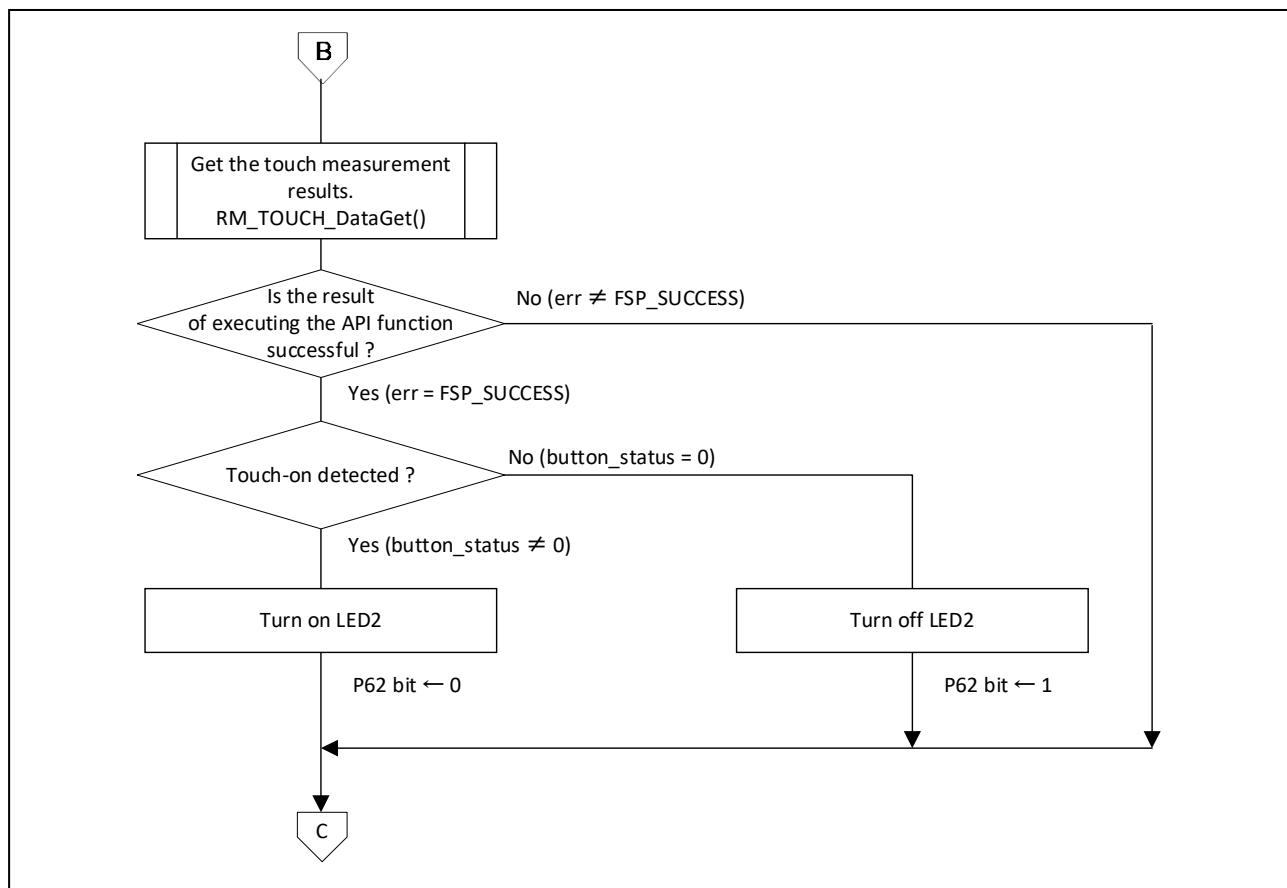 B
Get the touch measurement
results.
RM_TOUCH_DataGet()
Is the result
of executing the API function
successful ?
No (err ≠ FSP_SUCCESS)
Yes (err = FSP_SUCCESS)
Touch-on detected ?
No (button_status = 0)
Yes (button_status ≠ 0)
Turn on LED2
Turn off LED2
P62 bit ← 0
P62 bit ← 1
C